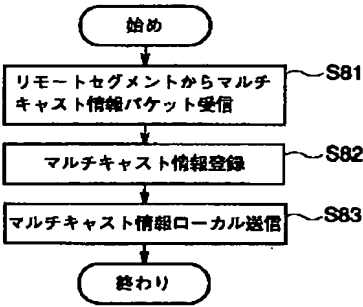 始め
リモートセグメントからマルチ
キャスト情報パケット受信
S81
マルチキャスト情報登録
S82
マルチキャスト情報ローカル送信
S83
終わり